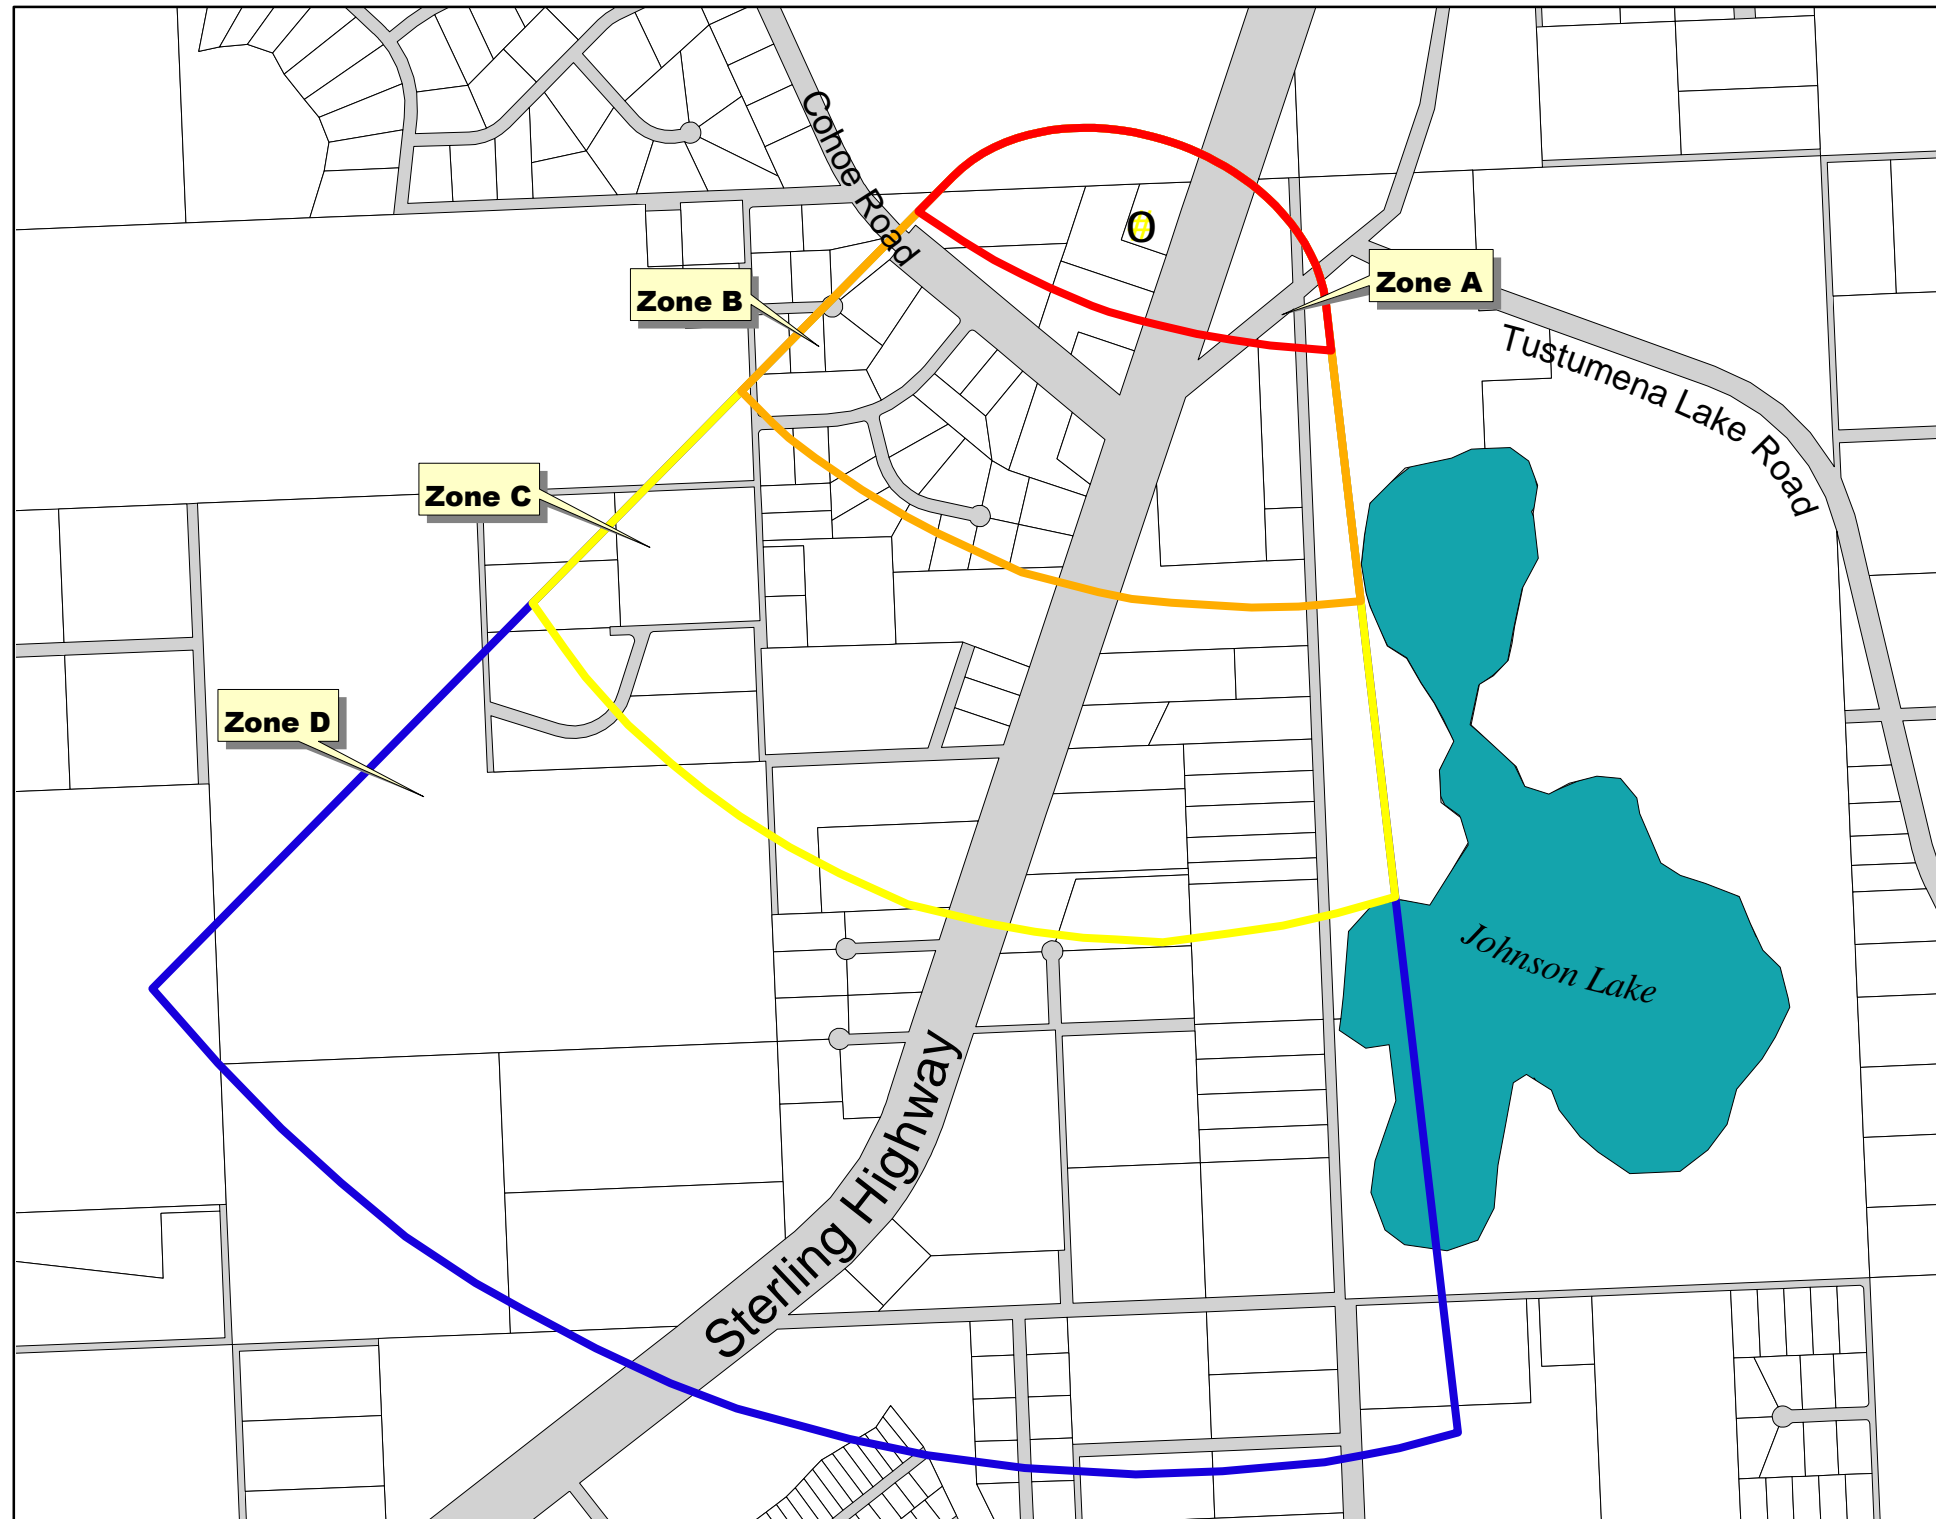 Cohoe Road
O
#
Zone A
Zone B
Tustumena Lake Road
Zone C
Zone D
Johnson Lake
Sterling Highway